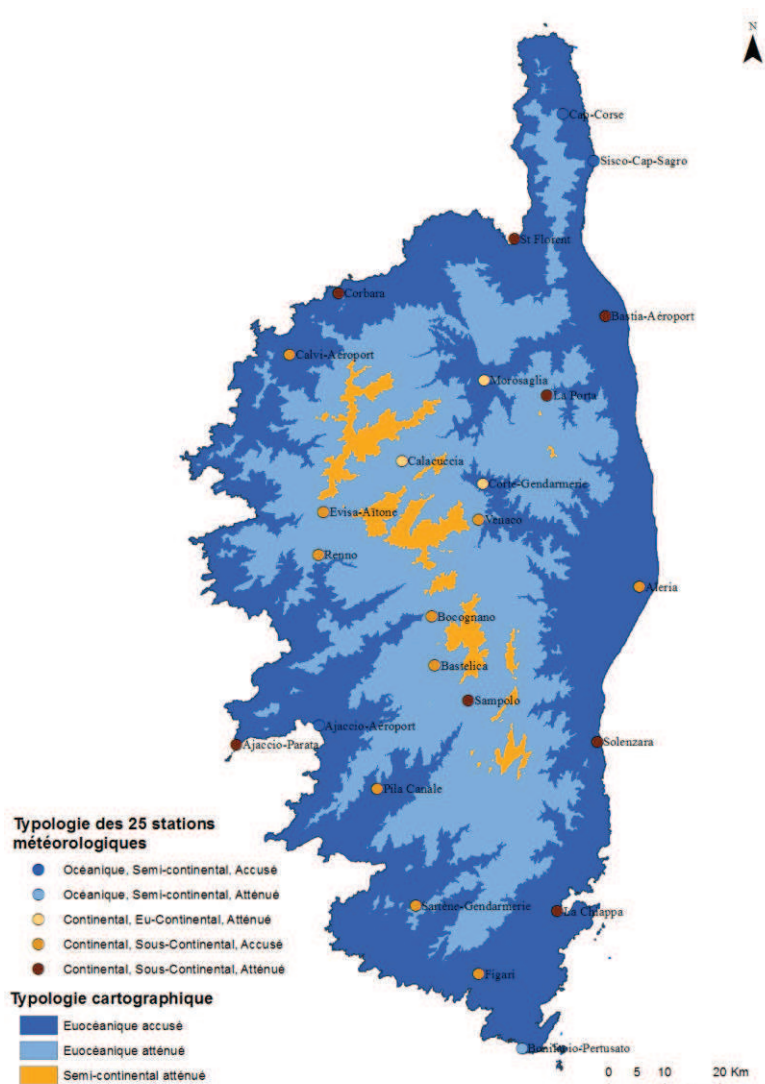 N
Cap-Corse
Sisco-Cap-Sagro
St Florent
Corbara
Bastia-Aéroport
Calvi-Aéroport
Morosaglia
La Porta
Calacuccia
Corte-Gendarmerie
Evisa-Aïtone
Venaco
Renno
Aleria
Bocognano
Bastelica
Sampolo
Ajaccio-Aéroport
Ajaccio-Parata
Solenzara
Pila Canale
Typologie des 25 stations
météorologiques
Océanique, Semi-continental, Accusé
Océanique, Semi-continental, Atténué
Continental, Eu-Continental, Atténué
Continental, Sous-Continental, Accusé
Continental, Sous-Continental, Atténué
Sartène-Gendarmerie
La Chiappa
Figari
Typologie cartographique
Euocéanique accusé
Euocéanique atténué
Semi-continental atténué
Bonifacio-Pertusato
0 5 10 20 Km